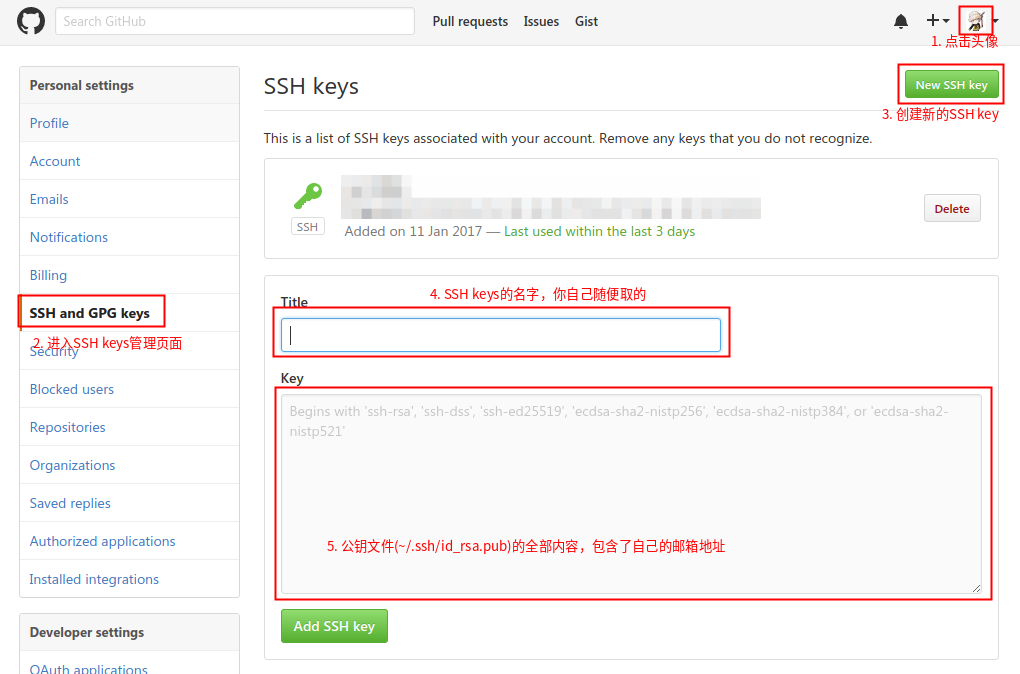 Search GitHub
Pull requests
Issues
Gist
1. 点击头像
Personal settings
Profile
Account
Emails
Notifications
Billing
SSH and GPG keys
2. 进入SSH keys管理页面
Security
Blocked users
Repositories
Organizations
Saved replies
Authorized applications
Installed integrations
Developer settings
OAuth applications
SSH keys
New SSH key
3. 创建新的SSH key
This is a list of SSH keys associated with your account. Remove any keys that you do not recognize.
SSH
Added on 11 Jan 2017 — Last used within the last 3 days
Delete
4. SSH keys的名字，你自己随便取的
Title
Key
Begins with 'ssh-rsa', 'ssh-dss', 'ssh-ed25519', 'ecdsa-sha2-nistp256', 'ecdsa-sha2-nistp384', or 'ecdsa-sha2-
nistp521'
5. 公钥文件(~/.ssh/id_rsa.pub)的全部内容，包含了自己的邮箱地址
Add SSH key